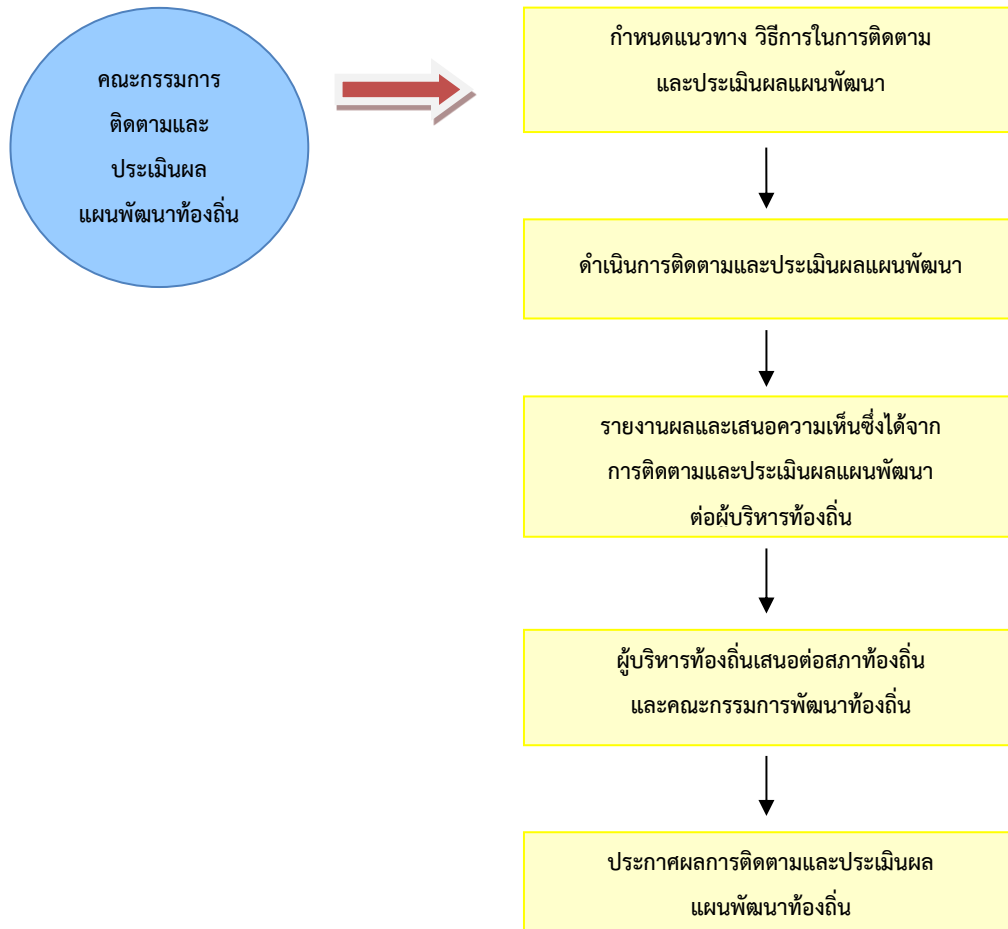 คณะกรรมการ
ติดตามและ
ประเมินผล
แผนพัฒนาท้องถิ่น
กำหนดแนวทาง วิธีการในการติดตาม
และประเมินผลแผนพัฒนา
ดำเนินการติดตามและประเมินผลแผนพัฒนา
รายงานผลและเสนอความเห็นซึ่งได้จาก
การติดตามและประเมินผลแผนพัฒนา
ต่อผู้บริหารท้องถิ่น
ผู้บริหารท้องถิ่นเสนอต่อสภาท้องถิ่น
และคณะกรรมการพัฒนาท้องถิ่น
ประกาศผลการติดตามและประเมินผล
แผนพัฒนาท้องถิ่น